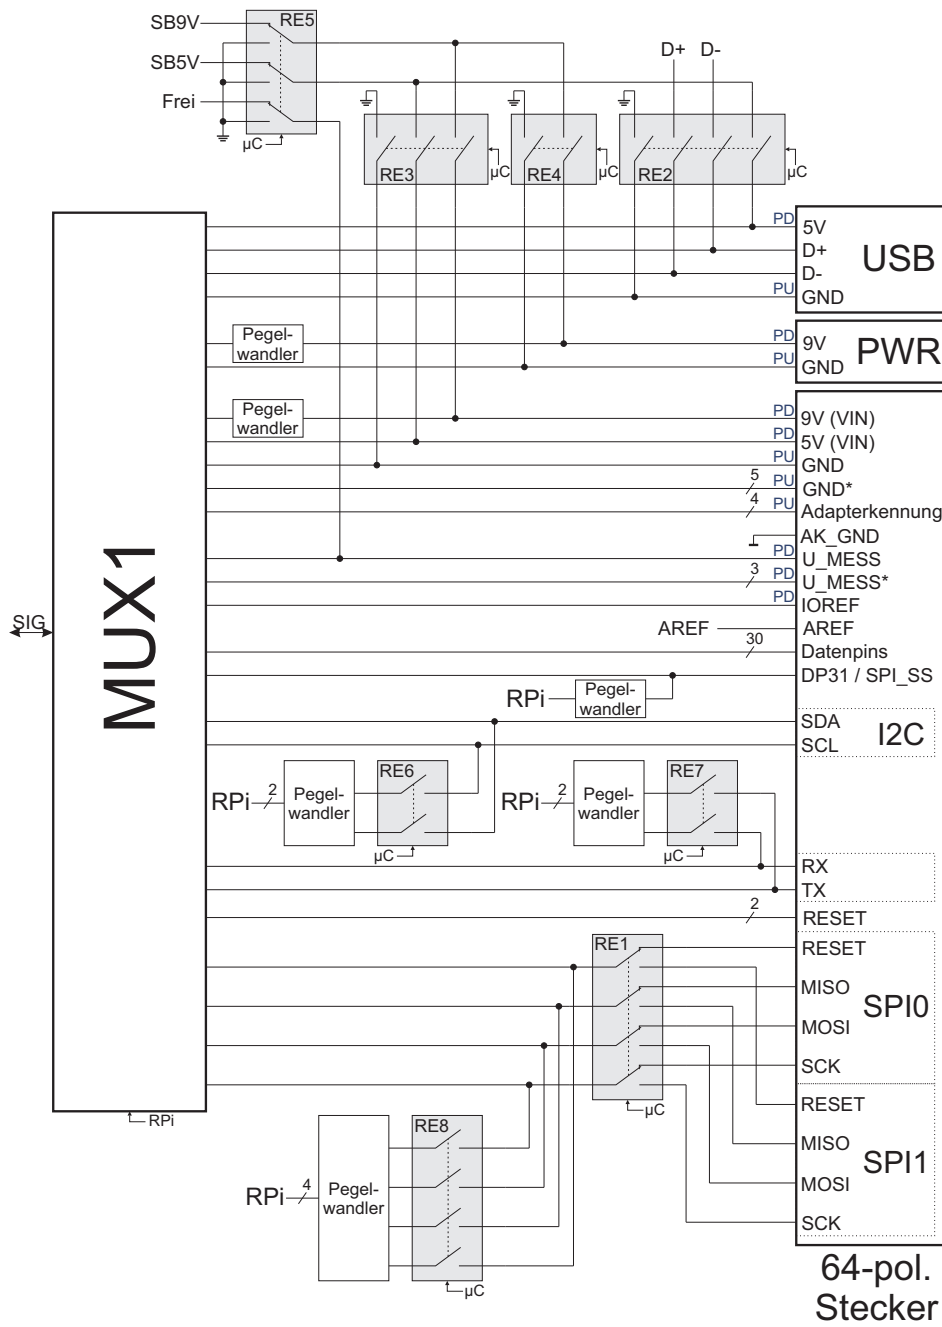 SB9V
RE5
SB5V
Frei
µC
D+ D-
RE3
µC
RE4
µC
RE2
µC
PD 5V
D+
D-
PU GND
USB
Pegel-
wandler
PD 9V
PU GND
PWR
Pegel-
wandler
PD 9V (VIN)
PD 5V (VIN)
PU GND
5 PU GND*
4 PU Adapterkennung
AK_GND
PD U_MESS
3 PD U_MESS*
PD IOREF
AREF AREF
30 Datenpins
DP31 / SPI_SS
RPi
Pegel-
wandler
SDA
SCL
I2C
MUX1
SIG
RPi
RPi 2
Pegel-
wandler
RE6
µC
RPi 2
Pegel-
wandler
RE7
µC
RX
TX
2 RESET
RE1
µC
RESET
MISO
MOSI
SCK
SPI0
RESET
MISO
MOSI
SCK
SPI1
RPi 4
Pegel-
wandler
RE8
µC
64-pol.
Stecker